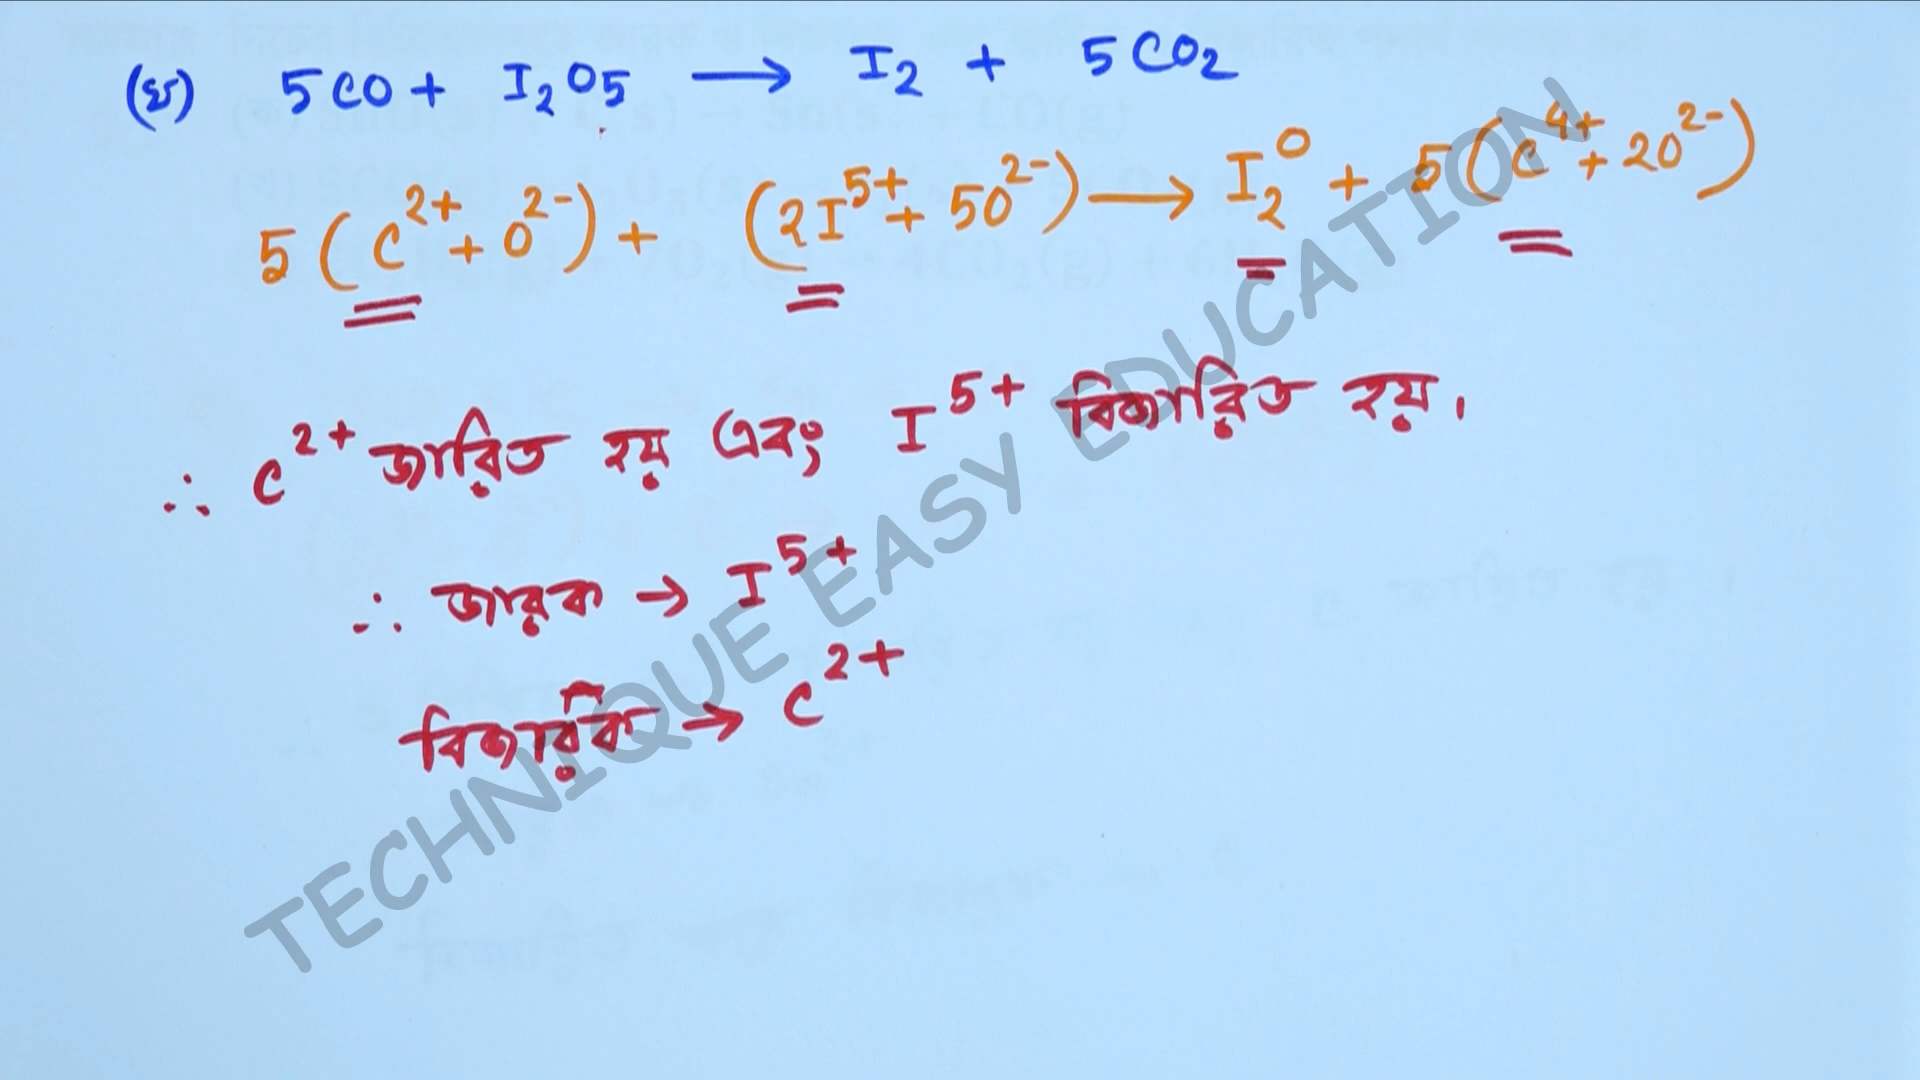 (খ) 5CO + I₂O₅ → I₂ + 5CO₂
5(C²⁺ + O²⁻) + (2I⁵⁺ + 5O²⁻) → I₂⁰ + 5(C⁴⁺ + 2O²⁻)
∴ C²⁺ জারিত হয় এবং I⁵⁺ বিজারিত হয়।
∴ জারক → I⁵⁺
বিজারক → C²⁺
TECHNIQUE EASY EDUCATION